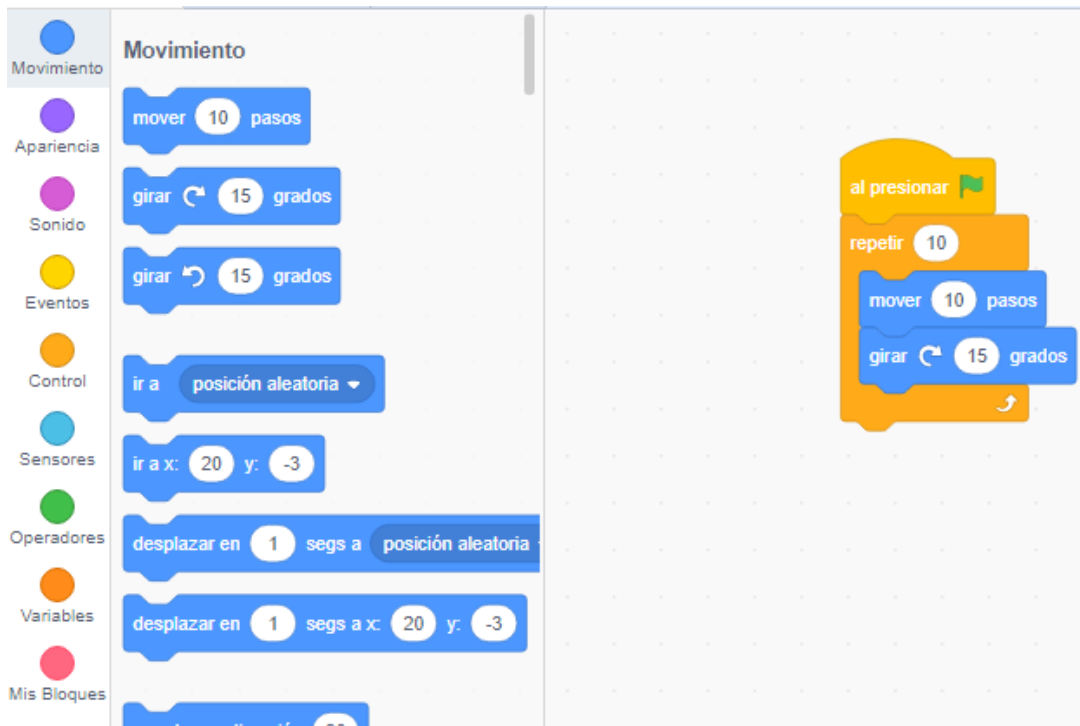 Movimiento
Apariencia
Sonido
Eventos
Control
Sensores
Operadores
Variables
Mis Bloques
Movimiento
mover 10 pasos
girar 15 grados
girar 15 grados
ir a posición aleatoria
ir a x: 20 y: -3
desplazar en 1 segs a posición aleatoria
desplazar en 1 segs a x: 20 y: -3
al presionar
repetir 10
mover 10 pasos
girar 15 grados